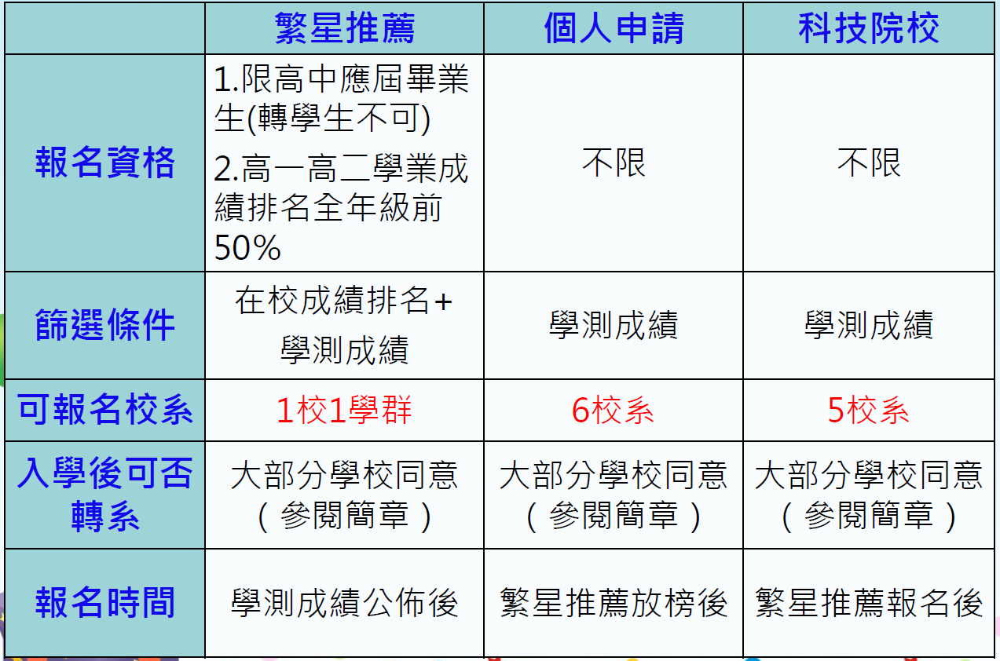 繁星推薦 個人申請 科技院校
報名資格
1.限高中應屆畢業
生(轉學生不可)
2.高一高二學業成
績排名全年級前
50%
不限
不限
篩選條件
在校成績排名+
學測成績
學測成績
學測成績
可報名校系 1校1學群 6校系 5校系
入學後可否
轉系
大部分學校同意
(參閱簡章)
大部分學校同意
(參閱簡章)
大部分學校同意
(參閱簡章)
報名時間 學測成績公佈後 繁星推薦放榜後 繁星推薦報名後